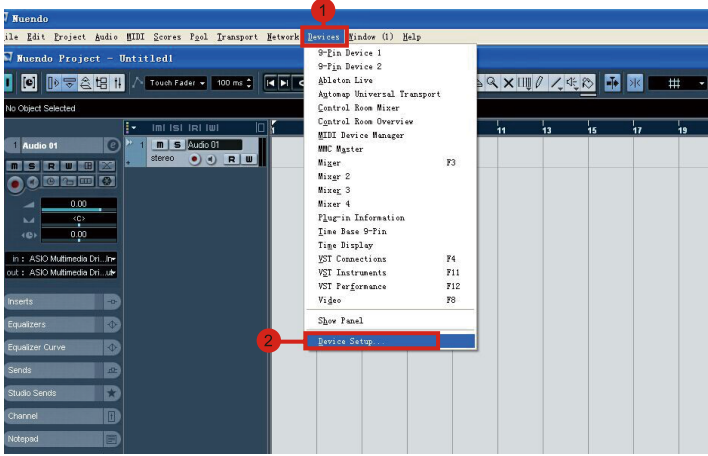 1
Nuendo
ile Edit Project Audio MIDI Scores Pool Transport Network Devices Window (1) Help
Nuendo Project - Untitled1
Touch Fader 100 ms
No Object Selected
9-Pin Device 1
9-Pin Device 2
Ableton Live
Automap Universal Transport
Control Room Mixer
Control Room Overview
MIDI Device Manager
MMC Master
Mixer F3
Mixer 2
Mixer 3
Mixer 4
Plug-in Information
Time Base 9-Pin
Time Display
VST Connections F4
VST Instruments F11
VST Performance F12
Video F8
Show Panel
2
Device Setup...
1 11 13 15 17 19
1 Audio 01
M S R W
0.00
<C>
0.00
in : ASIO Multimedia Dri...In
out : ASIO Multimedia Dri...ut
Inserts
Equalizers
Equalizer Curve
Sends
Studio Sends
Channel
Notepad
M S R W
1 M S Audio 01
stereo R W